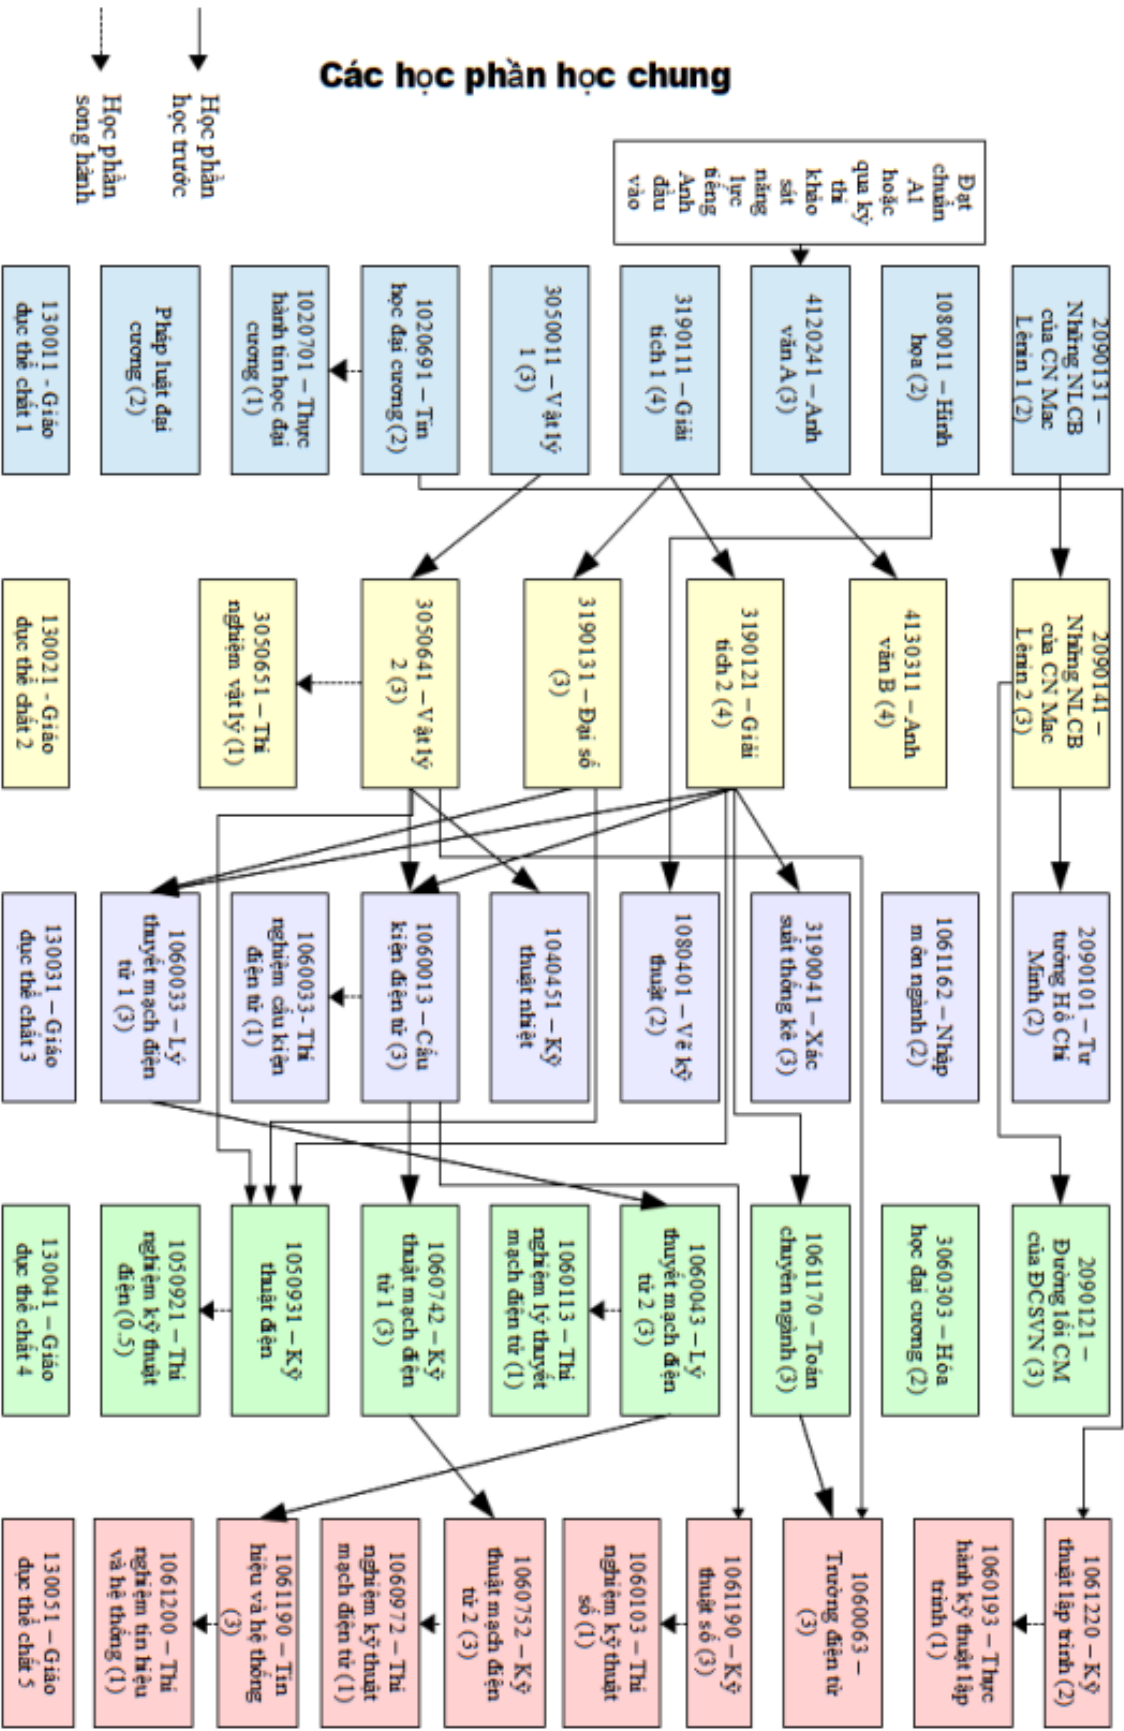 Các học phần học chung
Học phần
học trước
Học phần
song hành
Đạt
chuẩn
A1
hoặc
qua kỳ
thi
khảo
sát
năng
lực
tiếng
Anh
đầu
vào
2090131 –
Những NLCB
của CN Mac
Lênin 1 (2)
1080011 – Hình
họa (2)
4120241 – Anh
văn A (3)
3190111 – Giải
tích 1 (4)
3050011 – Vật lý
1 (3)
1020691 – Tin
học đại cương (2)
1020701 – Thực
hành tin học đại
cương (1)
Pháp luật đại
cương (2)
130011 - Giáo
dục thể chất 1
2090141 –
Những NLCB
của CN Mac
Lênin 2 (3)
4130311 – Anh
văn B (4)
3190121 – Giải
tích 2 (4)
3190131 – Đại số
(3)
3050641 – Vật lý
2 (3)
3050651 – Thí
nghiệm vật lý (1)
130021 - Giáo
dục thể chất 2
2090101 – Tư
tưởng Hồ Chí
Minh (2)
1061162 – Nhập
môn ngành (2)
3190041 – Xác
suất thống kê (3)
1080401 – Vẽ kỹ
thuật (2)
1040451 – Kỹ
thuật nhiệt
1060013 – Cấu
kiện điện tử (3)
1060033- Thí
nghiệm cấu kiện
điện tử (1)
1060033 – Lý
thuyết mạch điện
tử 1 (3)
130031 – Giáo
dục thể chất 3
2090121 –
Đường lối CM
của ĐCSVN (3)
3060303 – Hóa
học đại cương (2)
1061170 – Toán
chuyên ngành (3)
1060043 – Lý
thuyết mạch điện
tử 2 (3)
1060113 – Thí
nghiệm lý thuyết
mạch điện tử (1)
1060742 – Kỹ
thuật mạch điện
tử 1 (3)
1050931 – Kỹ
thuật điện
1050921 – Thí
nghiệm kỹ thuật
điện (0.5)
130041 – Giáo
dục thể chất 4
1061220 – Kỹ
thuật lập trình (2)
1060193 – Thực
hành kỹ thuật lập
trình (1)
1060063 –
Trường điện từ
(3)
1061190 – Kỹ
thuật số (3)
1060103 – Thí
nghiệm kỹ thuật
số (1)
1060752 – Kỹ
thuật mạch điện
tử 2 (3)
1060972 – Thí
nghiệm kỹ thuật
mạch điện tử (1)
1061190 – Tín
hiệu và hệ thống
(3)
1061200 – Thí
nghiệm tín hiệu
và hệ thống (1)
130051 – Giáo
dục thể chất 5